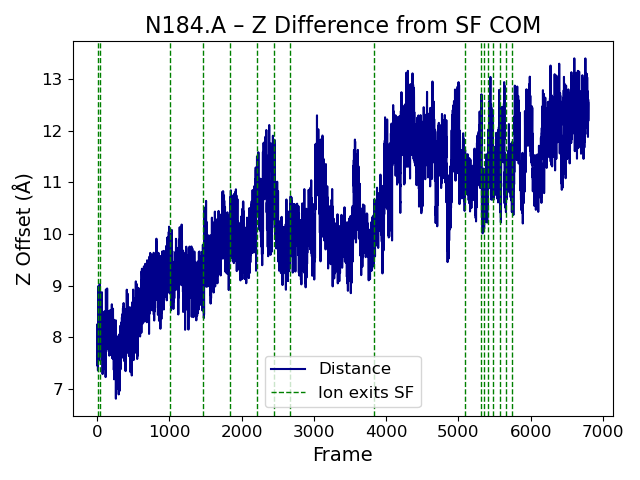 N184.A – Z Difference from SF COM
Z Offset (Å)
13
12
11
10
9
8
7
Distance
Ion exits SF
0 1000 2000 3000 4000 5000 6000 7000
Frame